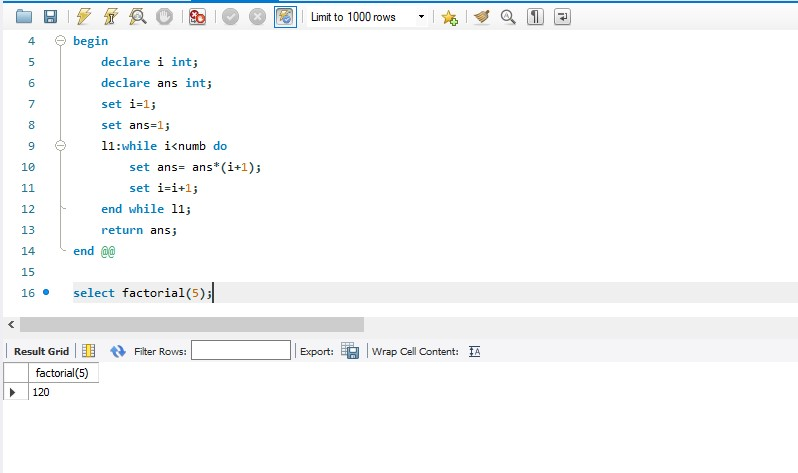 Limit to 1000 rows
4 begin
5 declare i int;
6 declare ans int;
7 set i=1;
8 set ans=1;
9 l1:while i<numb do
10 set ans= ans*(i+1);
11 set i=i+1;
12 end while l1;
13 return ans;
14 end @@
15
16 select factorial(5);
Result Grid Filter Rows: Export: Wrap Cell Content:
factorial(5)
120